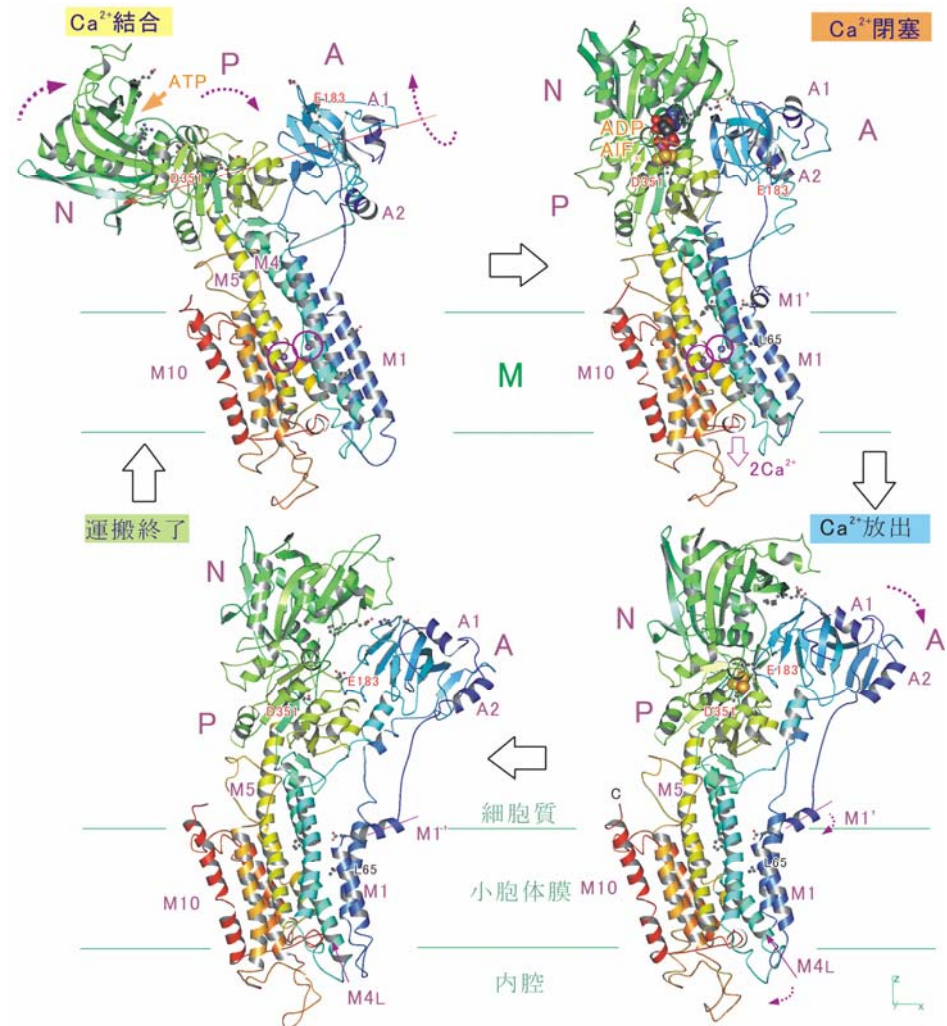 Ca²⁺結合
P
A
ATP
E183
A1
D351
N
A2
M4
M5
M10
M1
M
Ca²⁺閉塞
N
A1
A
ADP
AlFx
D351
A2
E183
P
M1'
L65
M10
M1
2Ca²⁺
運搬終了
N
A1
A
E183
A2
D351
P
M5
M1'
L65
M10
M1
M4L
細胞質
小胞体膜
内腔
Ca²⁺放出
N
A1
A
E183
A2
P
D351
M5
C
M1'
L65
M10
M1
M4L
z
y
x